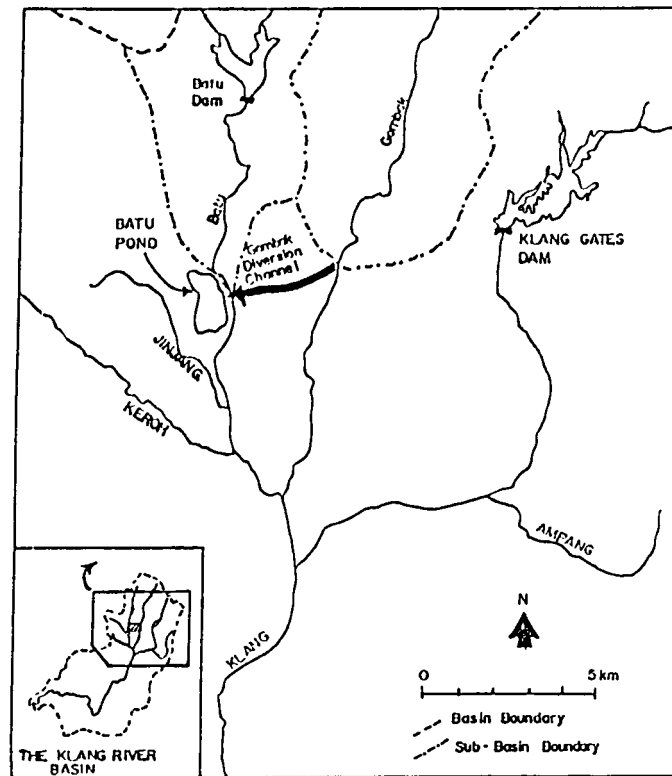 Batu
Dam
Gombak
Batu
BATU
POND
Gombak
Diversion
Channel
KLANG GATES
DAM
JINJANG
KEROH
AMPANG
KLANG
N
0 5 km
Basin Boundary
Sub-Basin Boundary
THE KLANG RIVER
BASIN